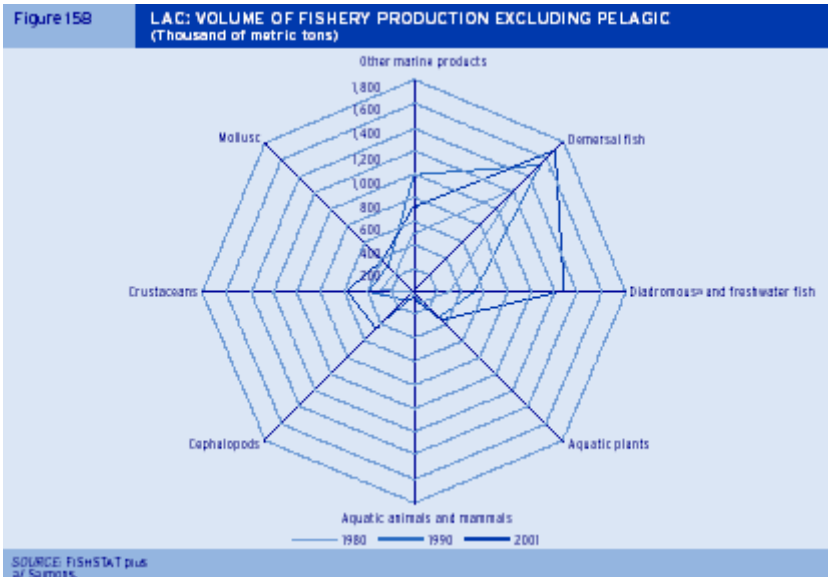 Figure 15B
LAC: VOLUME OF FISHERY PRODUCTION EXCLUDING PELAGIC
(Thousand of metric tons)
Other marine products
1,800
1,600
1,400
1,200
1,000
800
600
400
200
Mollusc
Demersal fish
Crustaceans
Diadromous a/ and freshwater fish
Cephalopods
Aquatic plants
Aquatic animals and mammals
1980
1990
2001
SOURCE: FISHSTAT plus
a/ Salmons.